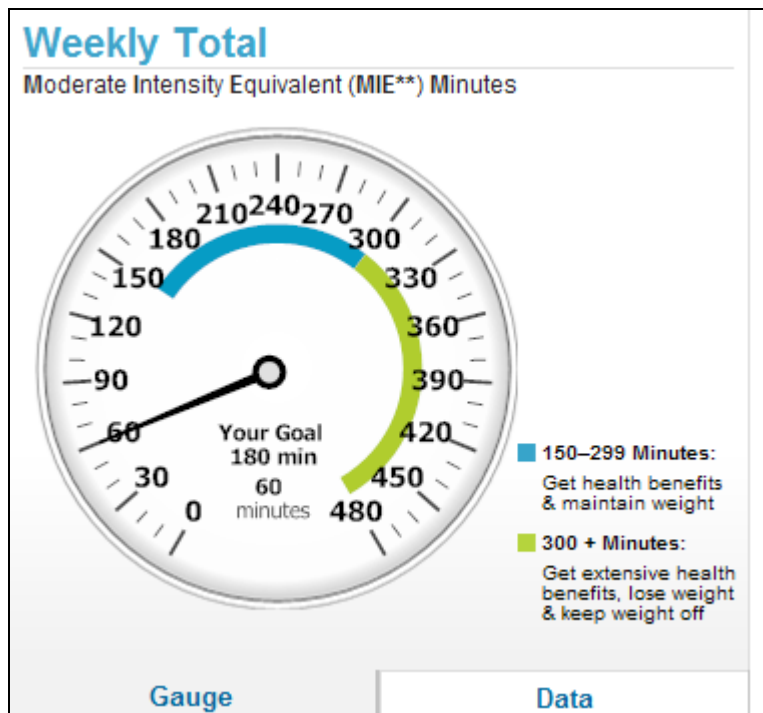 Weekly Total
Moderate Intensity Equivalent (MIE**) Minutes
0
30
60
90
120
150
180
210
240
270
300
330
360
390
420
450
480
Your Goal
180 min
60
minutes
150–299 Minutes:
Get health benefits
& maintain weight
300 + Minutes:
Get extensive health
benefits, lose weight
& keep weight off
Gauge
Data